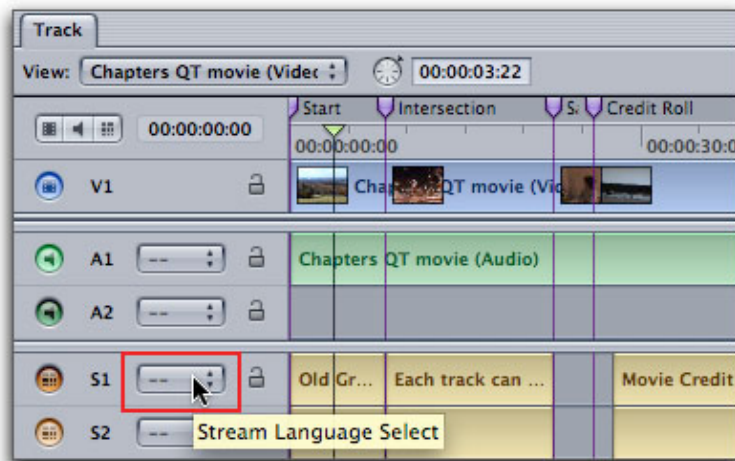 Track
View: Chapters QT movie (Videc 00:00:03:22
Start Intersection Credit Roll
00:00:00:00 00:00:00:00 00:00:30:0
V1 QT movie
A1 -- Chapters QT movie (Audio)
A2 --
S1 -- Old Gr... Each track can ... Movie Credit
S2 --
Stream Language Select